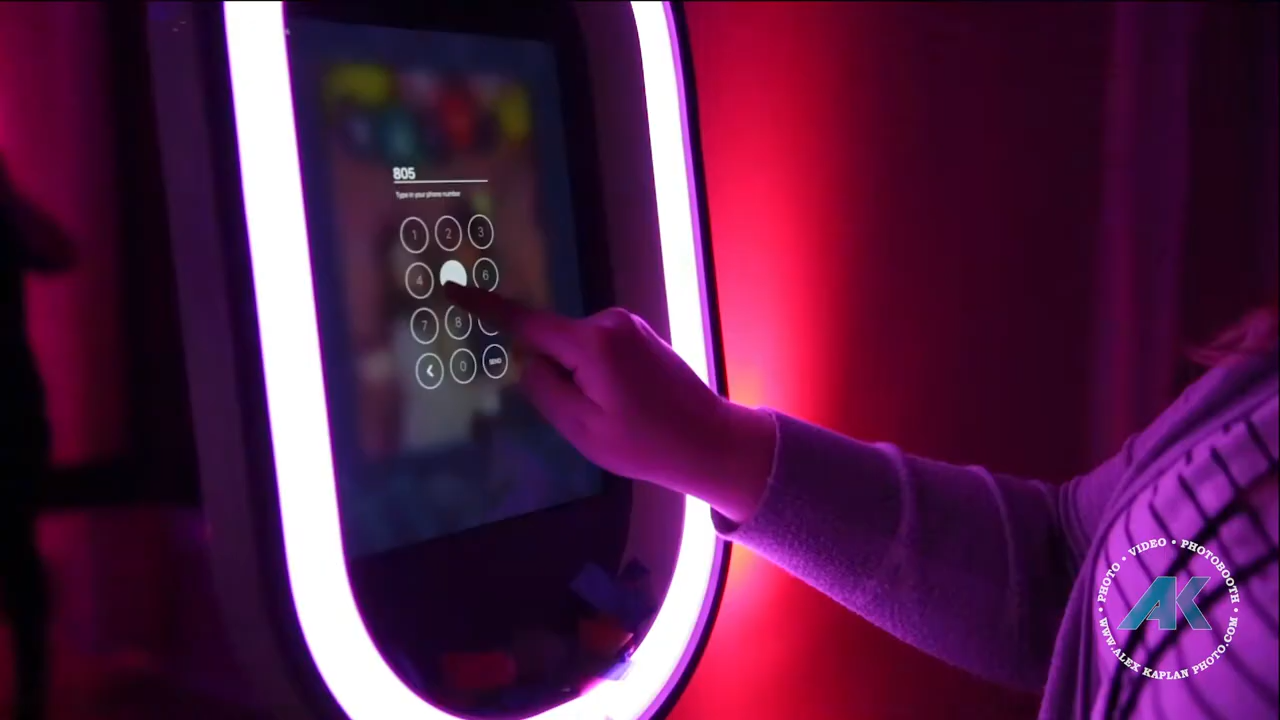 805
Type in your phone number
1 2 3
4 6
7 8
0 SEND
PHOTO • VIDEO • PHOTOBOOTH
AK
WWW.ALEX KAPLAN PHOTO.COM